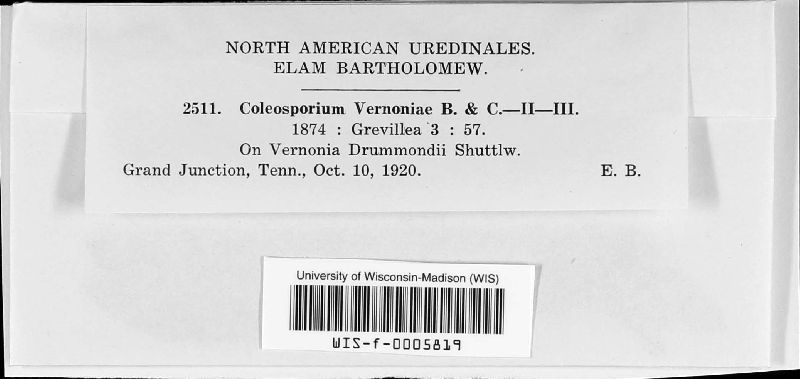 NORTH AMERICAN UREDINALES.
ELAM BARTHOLOMEW.
2511. Coleosporium Vernoniae B. & C.—II—III.
1874 : Grevillea 3 : 57.
On Vernonia Drummondii Shuttlw.
Grand Junction, Tenn., Oct. 10, 1920. E. B.
University of Wisconsin-Madison (WIS)
WIS-f-0005819